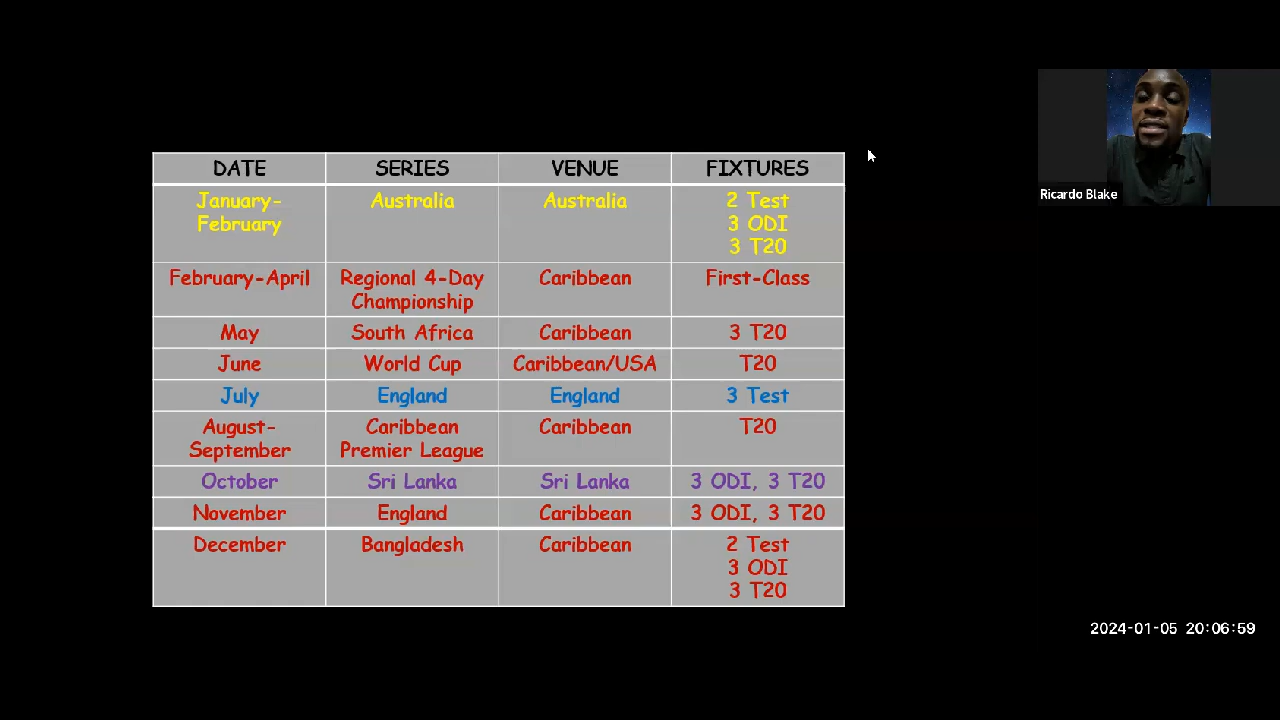 DATE SERIES VENUE FIXTURES
January- Australia Australia 2 Test
February 3 ODI
3 T20
February-April Regional 4-Day Caribbean First-Class
Championship
May South Africa Caribbean 3 T20
June World Cup Caribbean/USA T20
July England England 3 Test
August- Caribbean Caribbean T20
September Premier League
October Sri Lanka Sri Lanka 3 ODI, 3 T20
November England Caribbean 3 ODI, 3 T20
December Bangladesh Caribbean 2 Test
3 ODI
3 T20
Ricardo Blake
2024-01-05 20:06:59